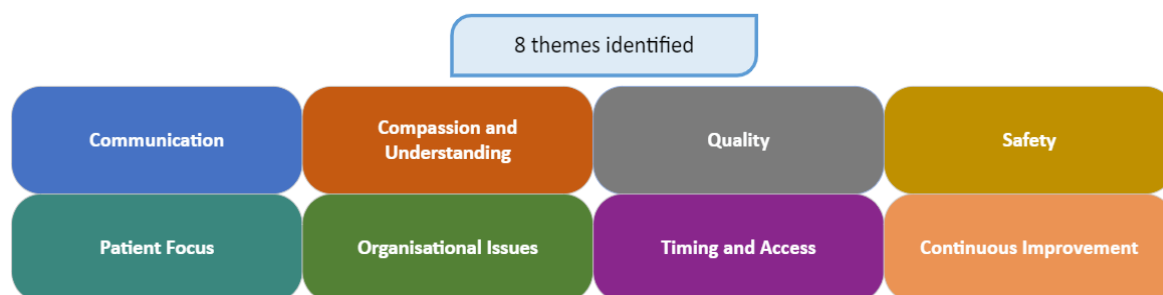 8 themes identified
Communication
Compassion and
Understanding
Quality
Safety
Patient Focus
Organisational Issues
Timing and Access
Continuous Improvement